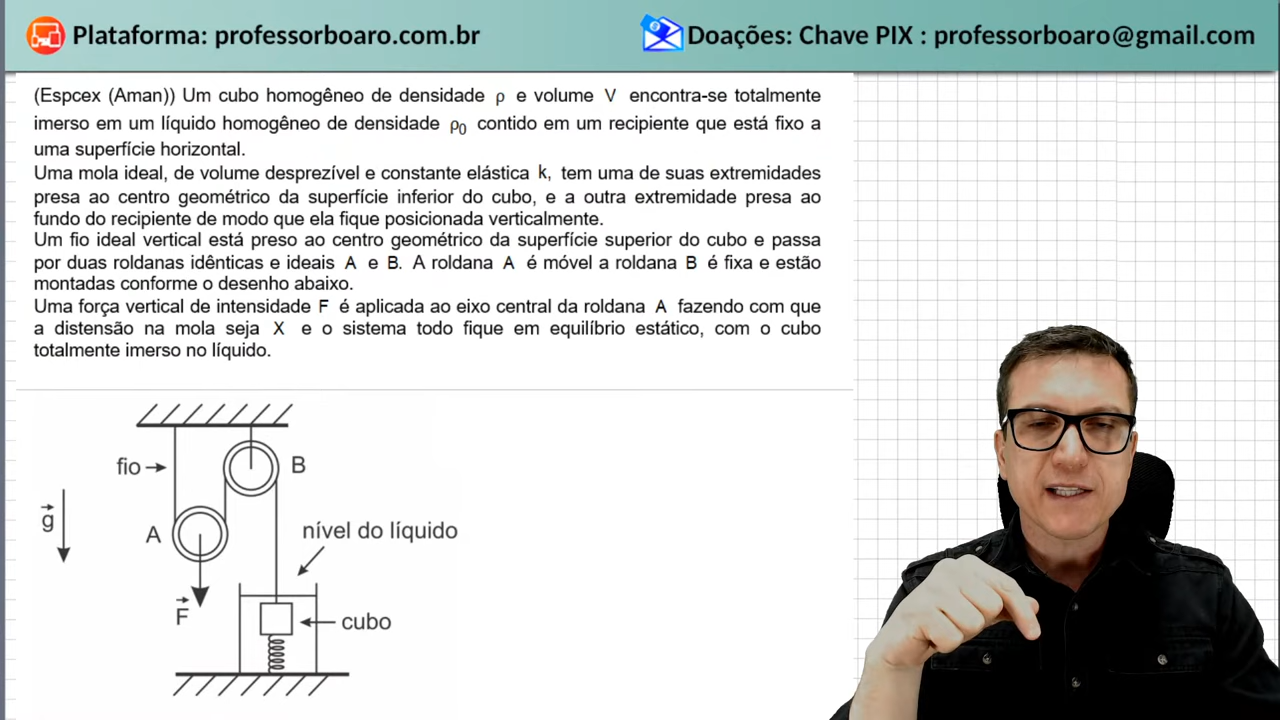 Plataforma: professorboaro.com.br
Doações: Chave PIX : professorboaro@gmail.com
(Espcex (Aman)) Um cubo homogêneo de densidade ρ e volume V encontra-se totalmente
imerso em um líquido homogêneo de densidade ρ₀ contido em um recipiente que está fixo a
uma superfície horizontal.
Uma mola ideal, de volume desprezível e constante elástica k, tem uma de suas extremidades
presa ao centro geométrico da superfície inferior do cubo, e a outra extremidade presa ao
fundo do recipiente de modo que ela fique posicionada verticalmente.
Um fio ideal vertical está preso ao centro geométrico da superfície superior do cubo e passa
por duas roldanas idênticas e ideais A e B. A roldana A é móvel a roldana B é fixa e estão
montadas conforme o desenho abaixo.
Uma força vertical de intensidade F é aplicada ao eixo central da roldana A fazendo com que
a distensão na mola seja X e o sistema todo fique em equilíbrio estático, com o cubo
totalmente imerso no líquido.
fio
B
g
A
nível do líquido
F
cubo